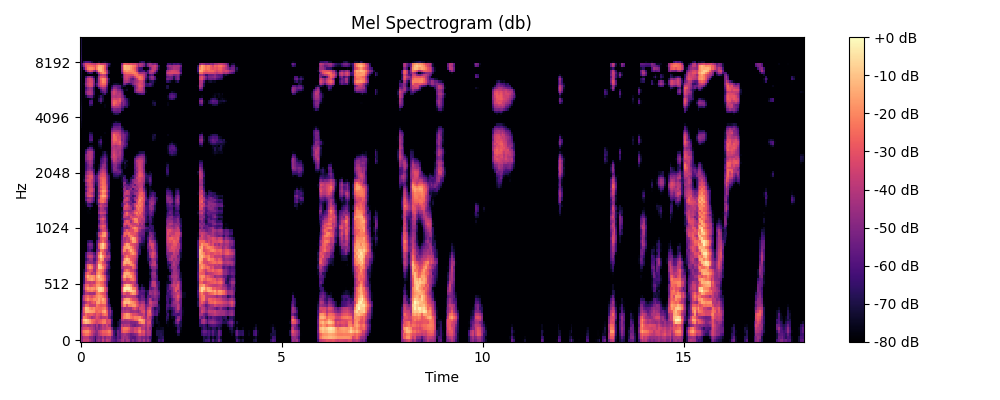 Mel Spectrogram (db)
8192
4096
2048
1024
512
0
Hz
0 5 10 15
Time
+0 dB
-10 dB
-20 dB
-30 dB
-40 dB
-50 dB
-60 dB
-70 dB
-80 dB